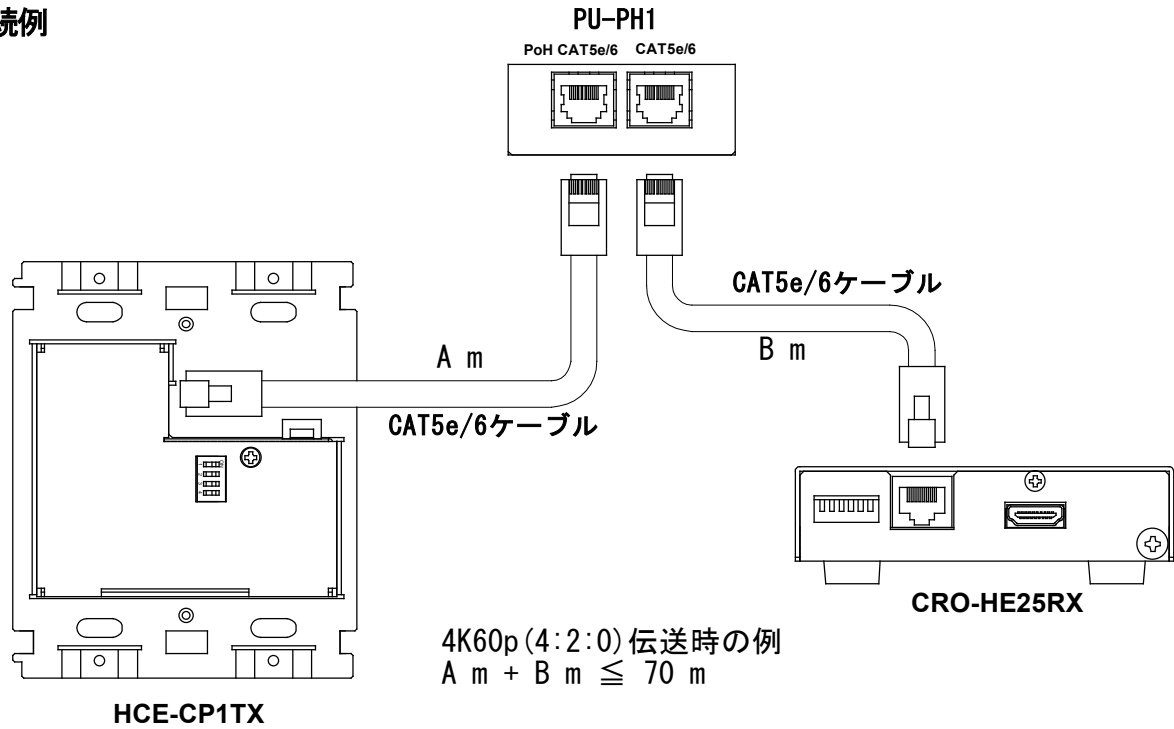 続例
PU-PH1
PoH CAT5e/6 CAT5e/6
CAT5e/6ケーブル
A m
B m
CAT5e/6ケーブル
CRO-HE25RX
4K60p(4:2:0)伝送時の例
A m + B m ≦ 70 m
HCE-CP1TX